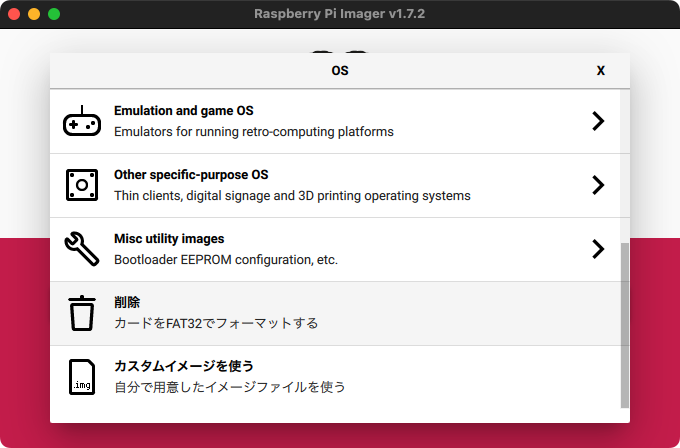 Raspberry Pi Imager v1.7.2
OS
X
Emulation and game OS
Emulators for running retro-computing platforms
Other specific-purpose OS
Thin clients, digital signage and 3D printing operating systems
Misc utility images
Bootloader EEPROM configuration, etc.
削除
カードをFAT32でフォーマットする
カスタムイメージを使う
.img
自分で用意したイメージファイルを使う